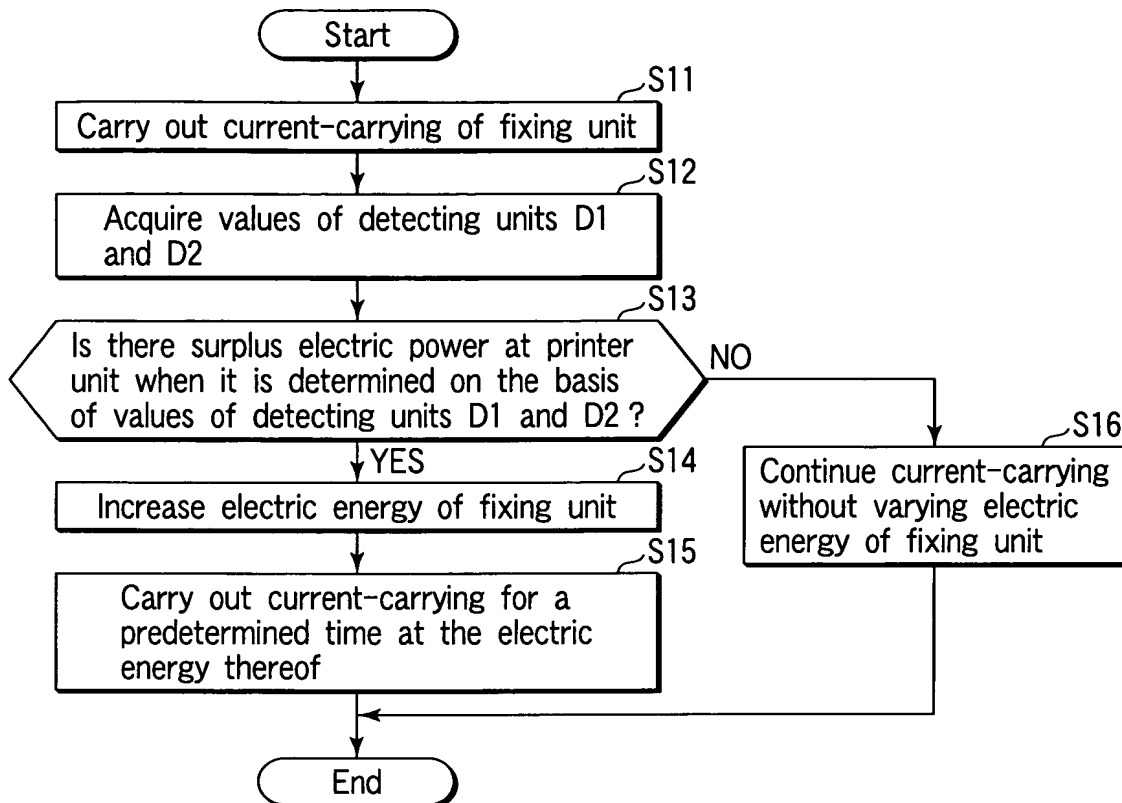 Start
S11
Carry out current-carrying of fixing unit
S12
Acquire values of detecting units D1
and D2
S13
Is there surplus electric power at printer
unit when it is determined on the basis
of values of detecting units D1 and D2 ?
NO
YES
S14
Increase electric energy of fixing unit
S15
Carry out current-carrying for a
predetermined time at the electric
energy thereof
S16
Continue current-carrying
without varying electric
energy of fixing unit
End